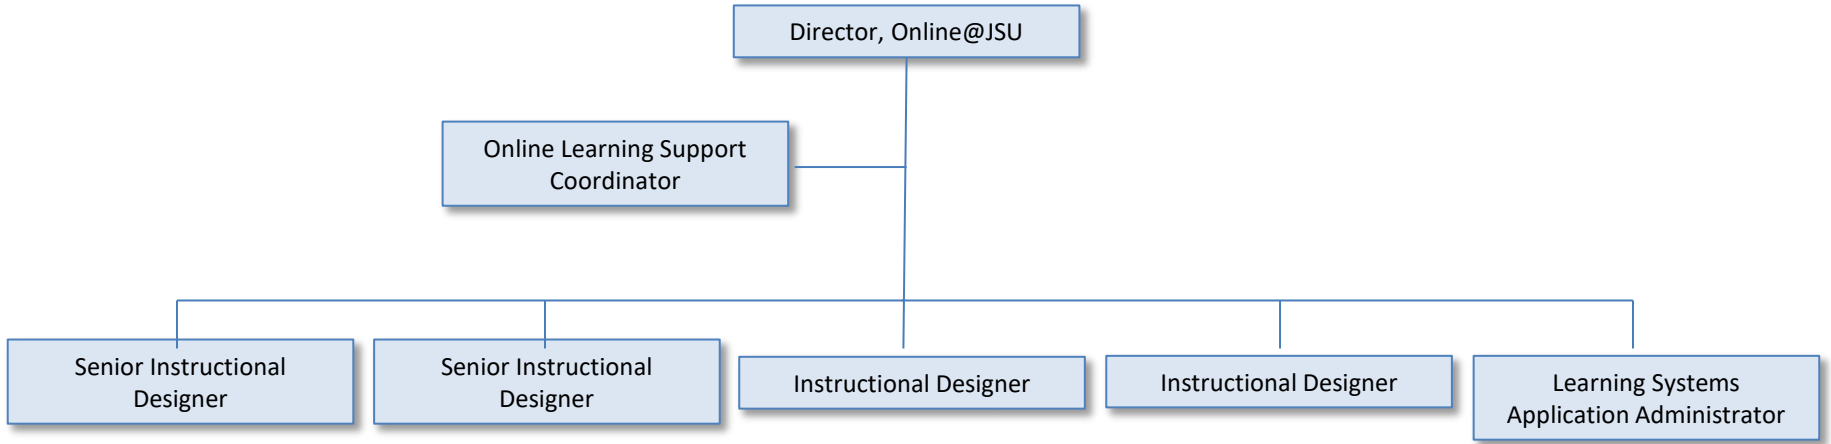 Director, Online@JSU
Online Learning Support
Coordinator
Senior Instructional
Designer
Senior Instructional
Designer
Instructional Designer
Instructional Designer
Learning Systems
Application Administrator